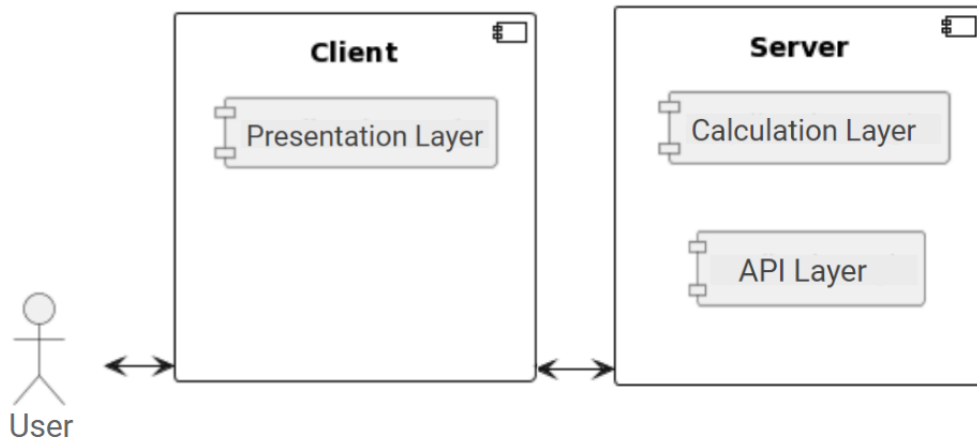 Client
Presentation Layer
Server
Calculation Layer
API Layer
User